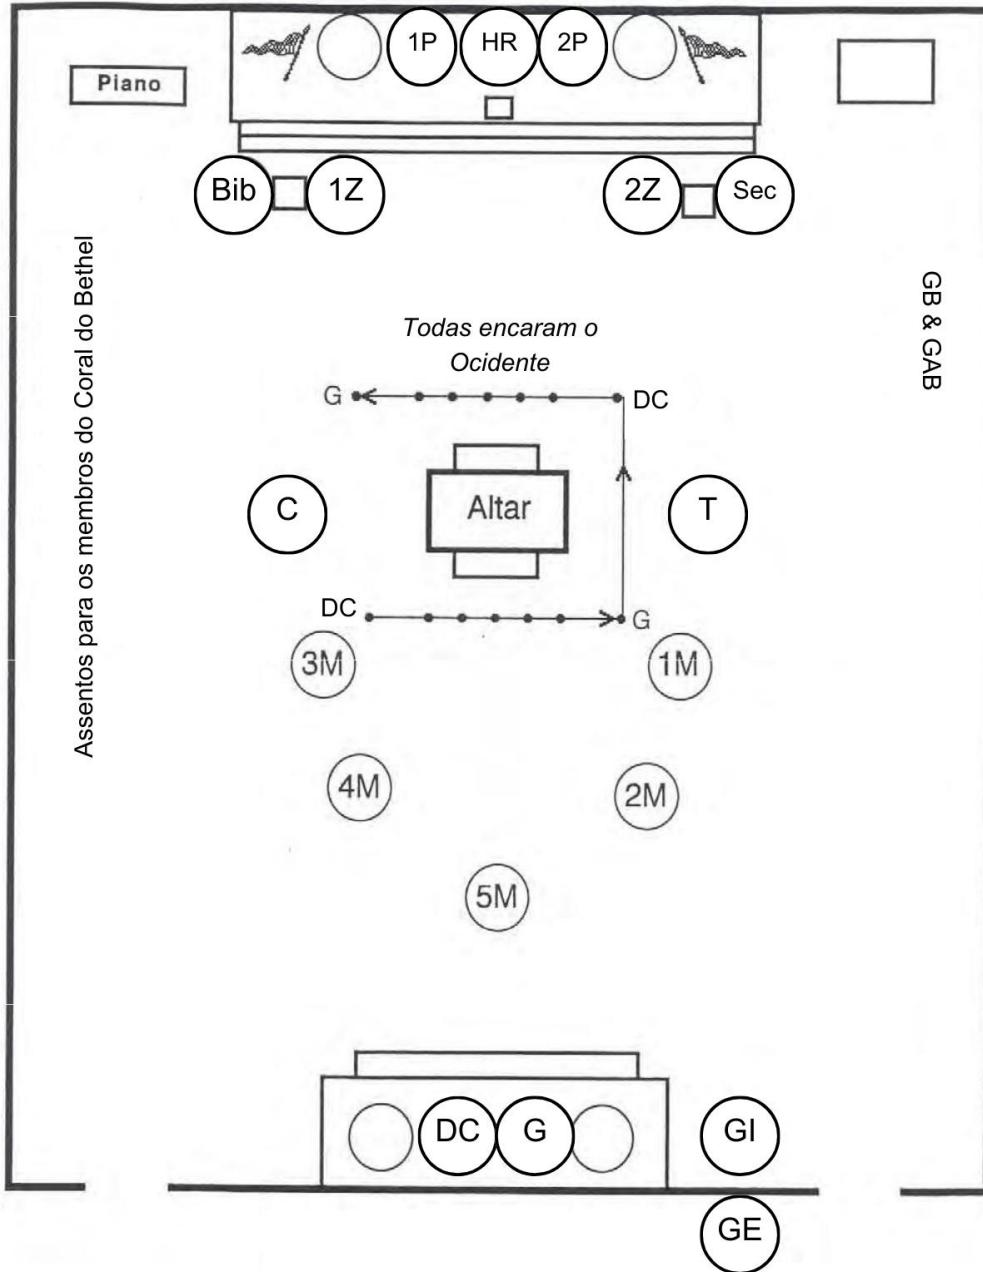 1P
HR
2P
Piano
Bib
1Z
2Z
Sec
Assentos para os membros do Coral do Bethel
GB & GAB
Todas encaram o
Ocidente
G
DC
C
Altar
T
DC
G
3M
1M
4M
2M
5M
DC
G
GI
GE